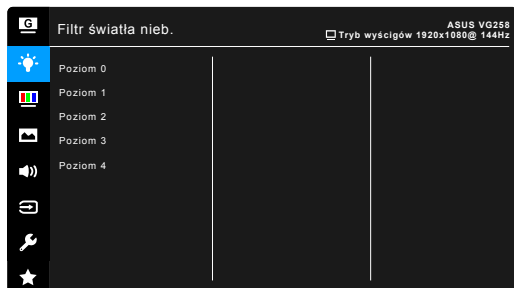 G
Filtr światła nieb.
ASUS VG258
Tryb wyścigów 1920x1080@ 144Hz
Poziom 0
Poziom 1
Poziom 2
Poziom 3
Poziom 4